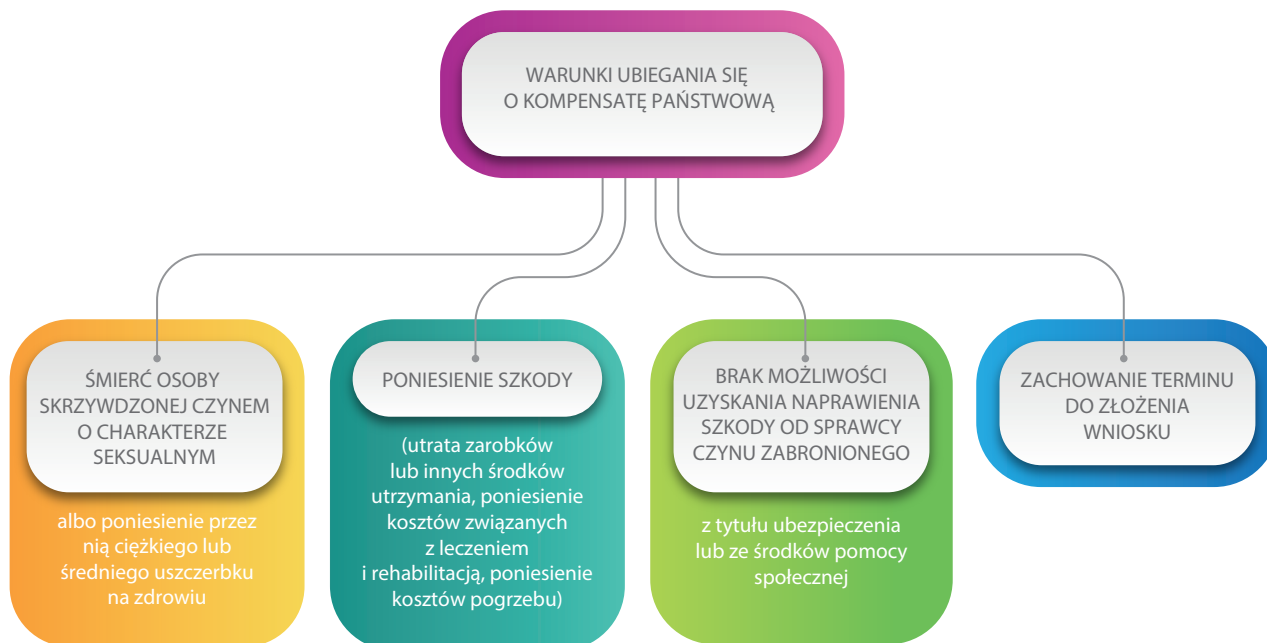 WARUNKI UBIEGANIA SIĘ
O KOMPENSATĘ PAŃSTWOWĄ
ŚMIERĆ OSOBY
SKRZYWDZONEJ CZYNEM
O CHARAKTERZE
SEKSUALNYM
albo poniesienie przez
nią ciężkiego lub
średniego uszczerbku
na zdrowiu
PONIESIENIE SZKODY
(utrata zarobków
lub innych środków
utrzymania, poniesienie
kosztów związanych
z leczeniem
i rehabilitacją, poniesienie
kosztów pogrzebu)
BRAK MOŻLIWOŚCI
UZYSKANIA NAPRAWIENIA
SZKODY OD SPRAWCY
CZYNU ZABRONIONEGO
z tytułu ubezpieczenia
lub ze środków pomocy
społecznej
ZACHOWANIE TERMINU
DO ZŁOŻENIA
WNIOSKU